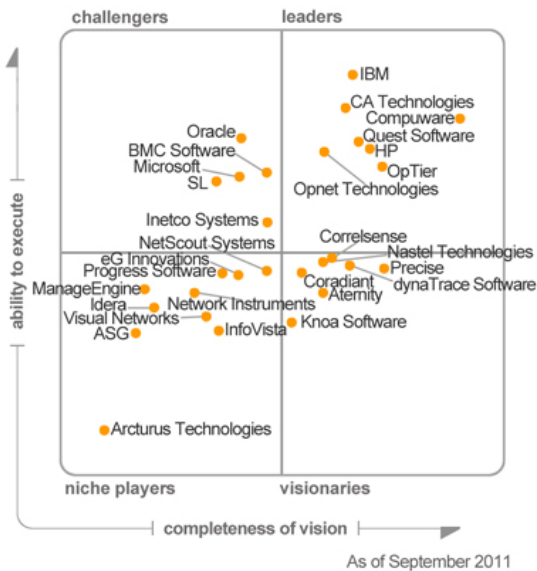 challengers
leaders
IBM
CA Technologies
Compuware
Oracle
Quest Software
BMC Software
HP
Microsoft
OpTier
SL
Opnet Technologies
Inetco Systems
Correlsense
NetScout Systems
Nastel Technologies
eG Innovations
Precise
Progress Software
Coradiant
dynaTrace Software
ManageEngine
Aternity
Idera
Network Instruments
Visual Networks
Knoa Software
InfoVista
ASG
Arcturus Technologies
niche players
visionaries
ability to execute
completeness of vision
As of September 2011